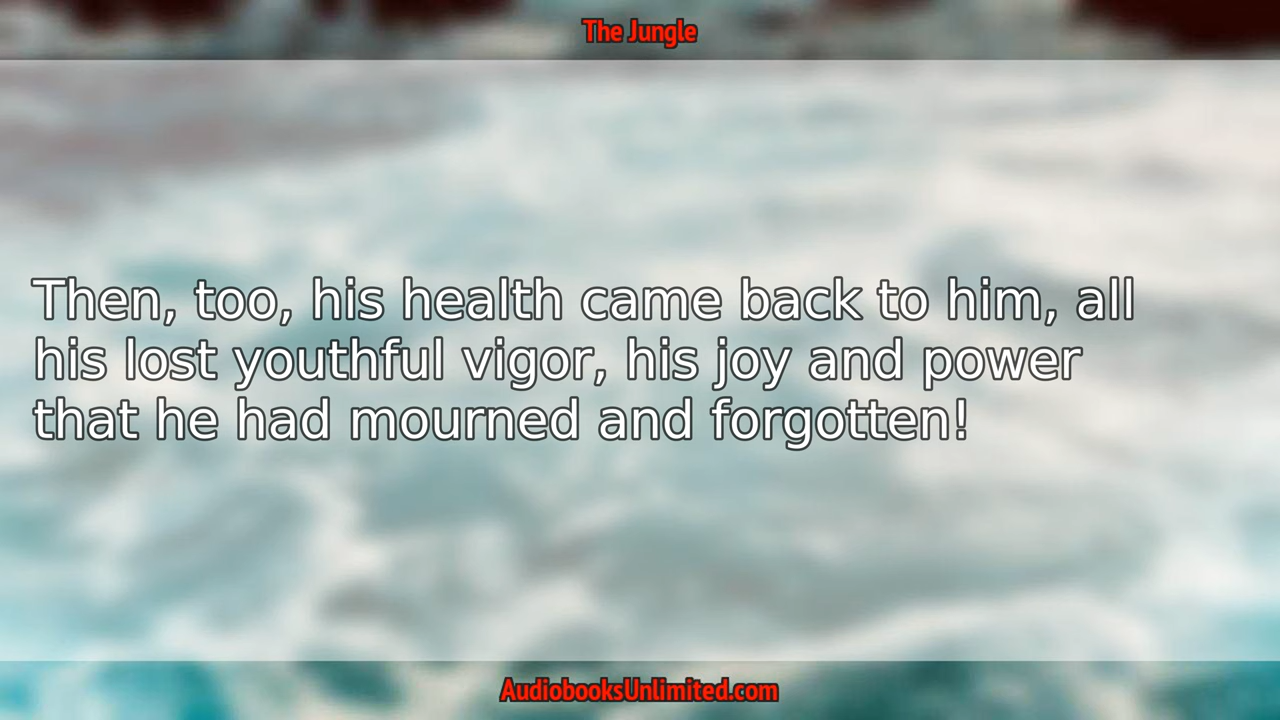 The Jungle
Then, too, his health came back to him, all
his lost youthful vigor, his joy and power
that he had mourned and forgotten!
AudiobooksUnlimited.com